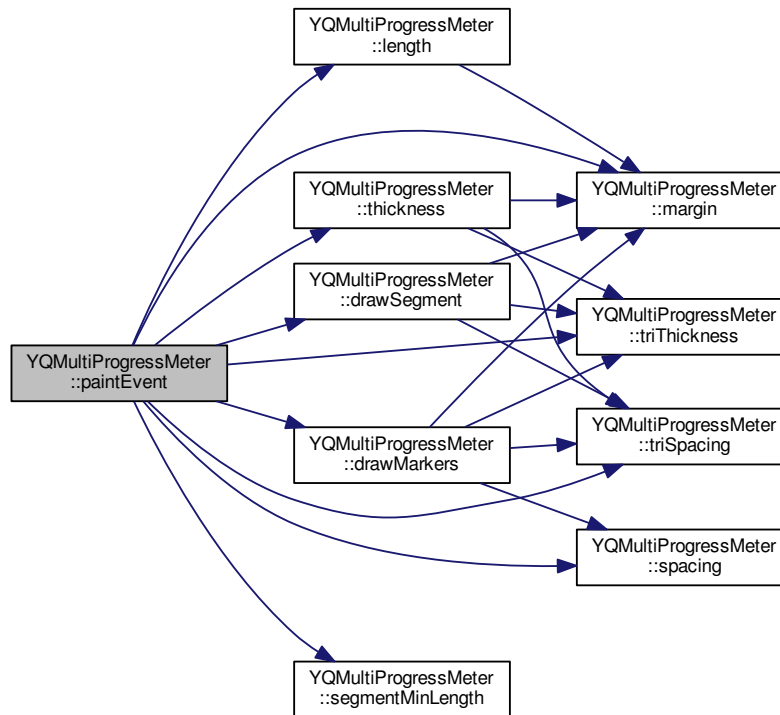 YQMultiProgressMeter
::length
YQMultiProgressMeter
::margin
YQMultiProgressMeter
::thickness
YQMultiProgressMeter
::drawSegment
YQMultiProgressMeter
::triThickness
YQMultiProgressMeter
::paintEvent
YQMultiProgressMeter
::triSpacing
YQMultiProgressMeter
::drawMarkers
YQMultiProgressMeter
::spacing
YQMultiProgressMeter
::segmentMinLength